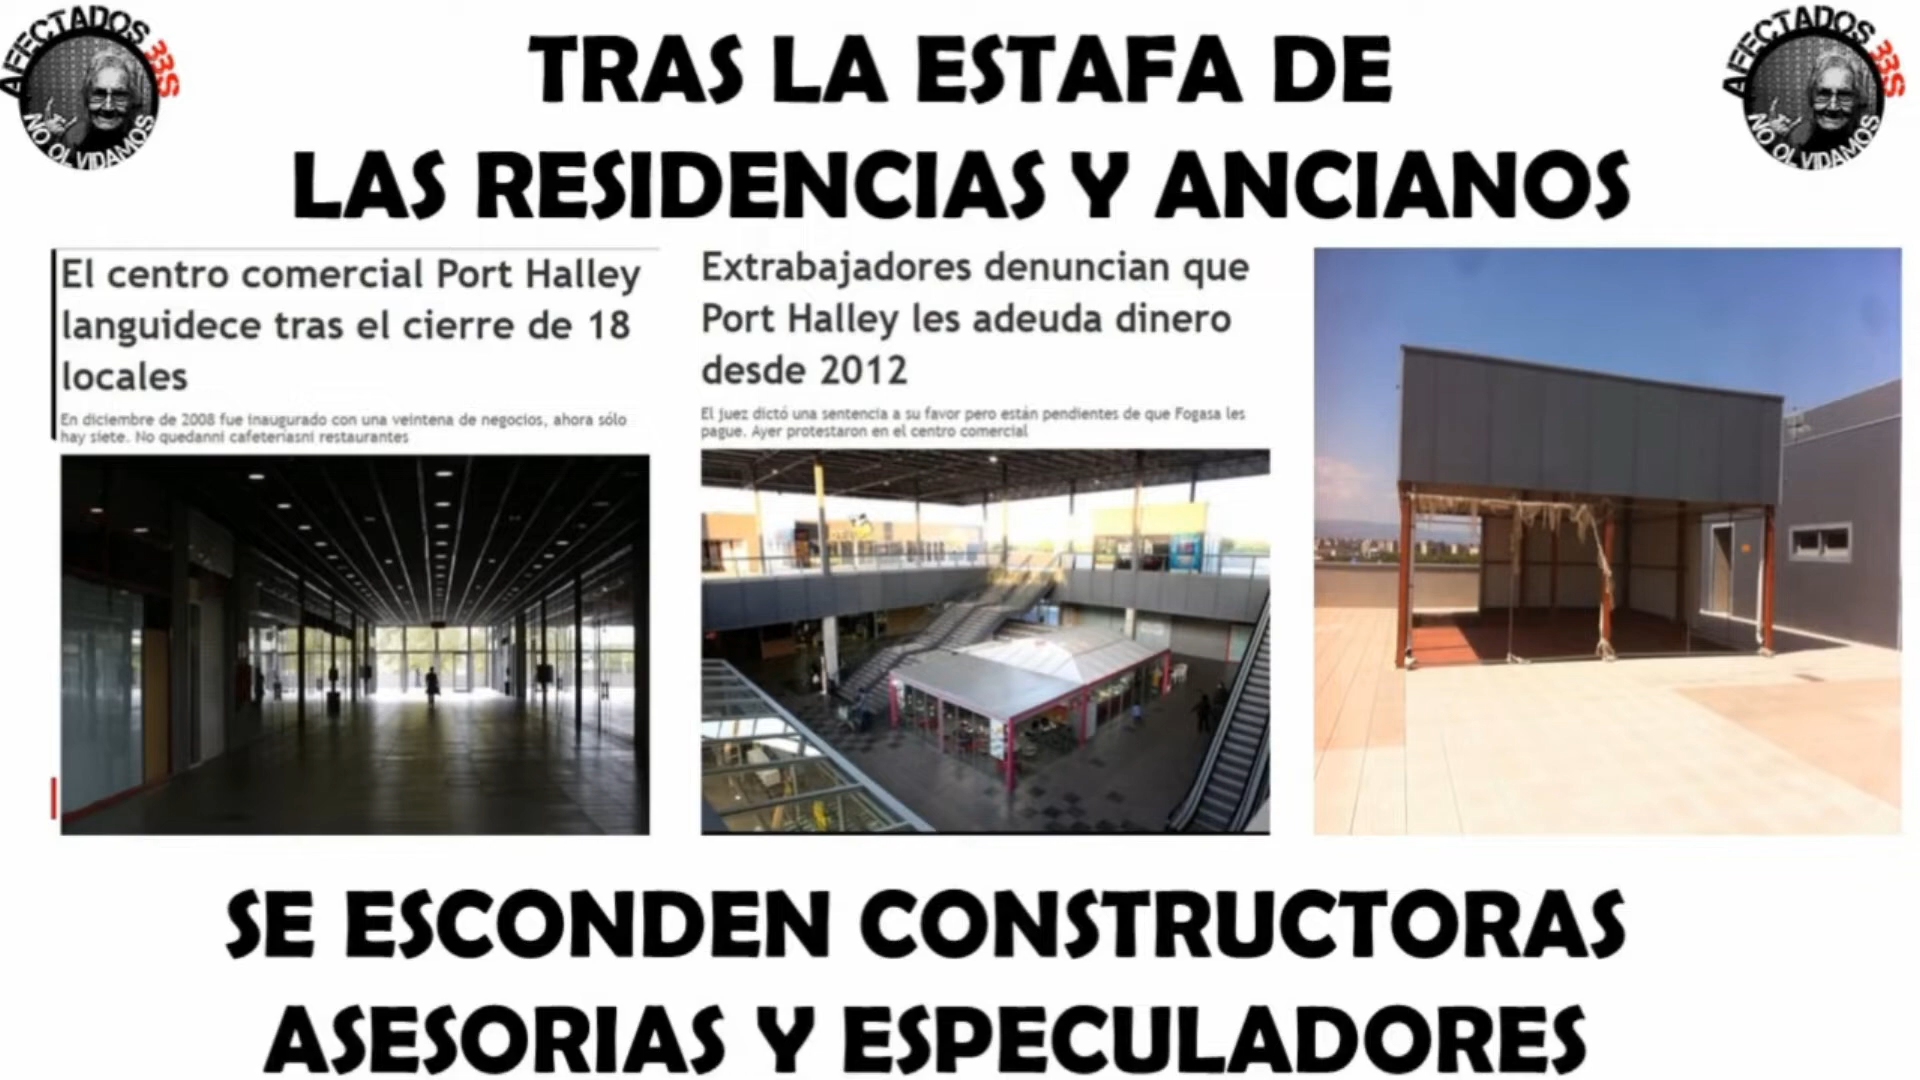 AFECTADOS 33S
NO OLVIDAMOS
TRAS LA ESTAFA DE
LAS RESIDENCIAS Y ANCIANOS
AFECTADOS 33S
NO OLVIDAMOS
El centro comercial Port Halley
languidece tras el cierre de 18
locales
En diciembre de 2008 fue inaugurado con una veintena de negocios, ahora sólo
hay siete. No quedanni cafeteriasni restaurantes
Extrabajadores denuncian que
Port Halley les adeuda dinero
desde 2012
El juez dictó una sentencia a su favor pero están pendientes de que Fogasa les
pague. Ayer protestaron en el centro comercial
SE ESCONDEN CONSTRUCTORAS
ASESORIAS Y ESPECULADORES